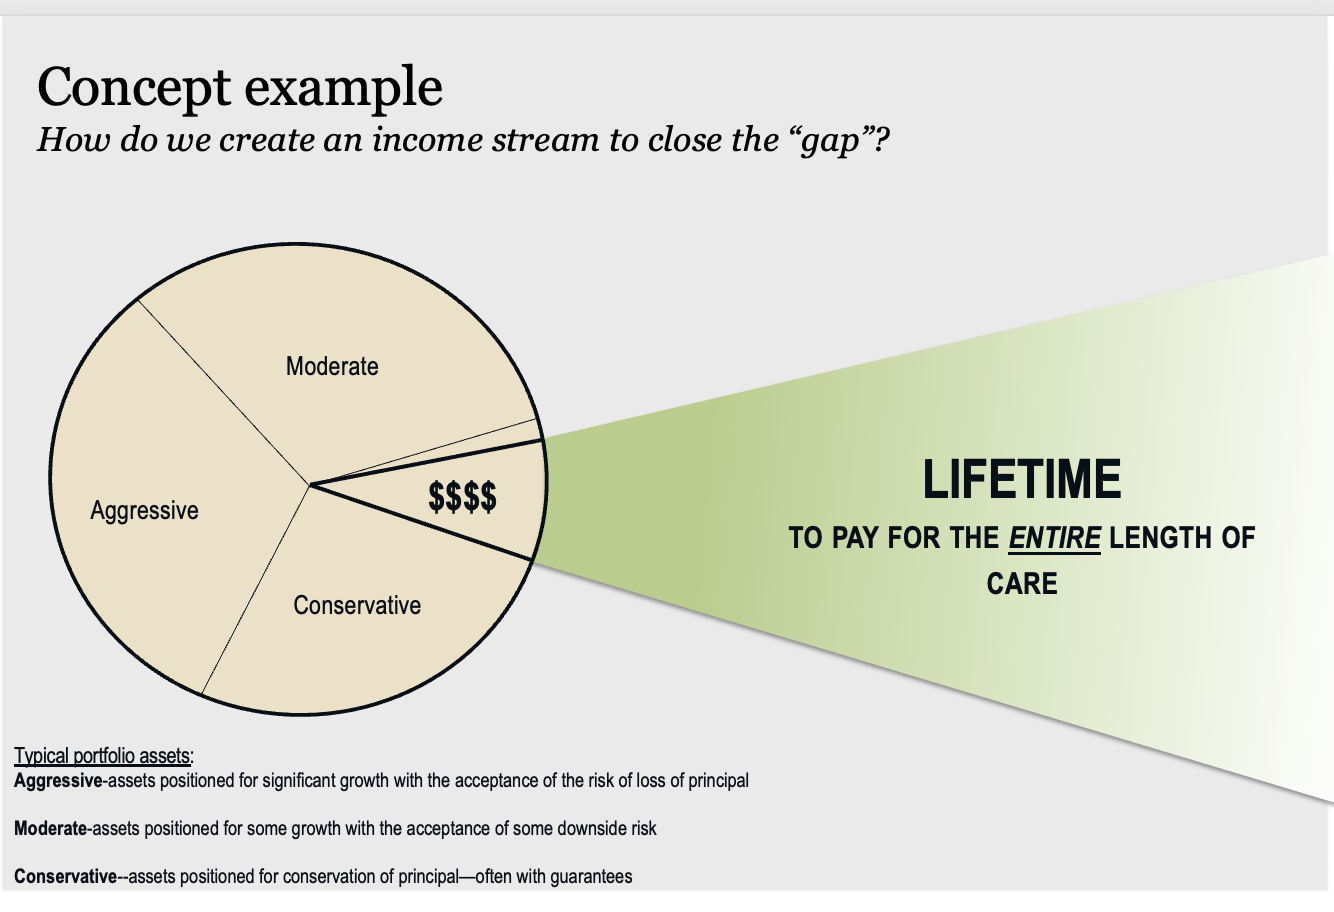 Concept example
How do we create an income stream to close the “gap”?
Moderate
Aggressive
$$$$
Conservative
LIFETIME
TO PAY FOR THE ENTIRE LENGTH OF
CARE
Typical portfolio assets:
Aggressive-assets positioned for significant growth with the acceptance of the risk of loss of principal
Moderate-assets positioned for some growth with the acceptance of some downside risk
Conservative--assets positioned for conservation of principal—often with guarantees